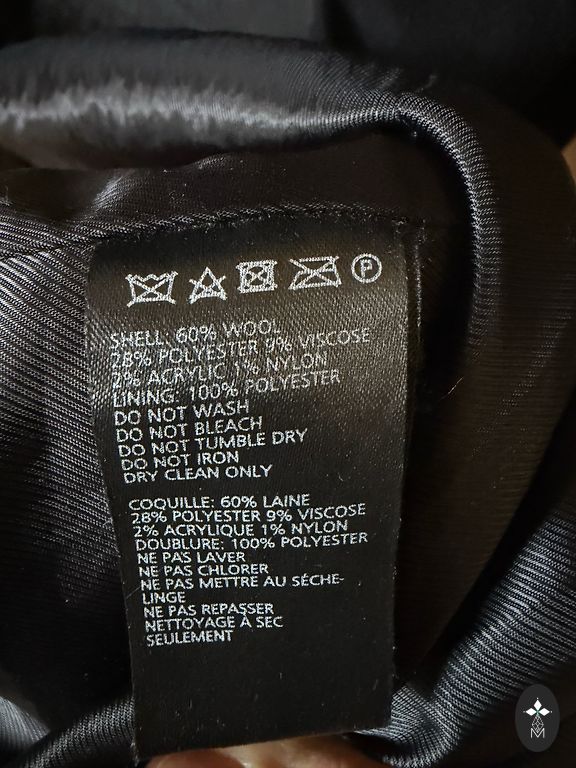 P
SHELL: 60% WOOL
28% POLYESTER 9% VISCOSE
2% ACRYLIC 1% NYLON
LINING: 100% POLYESTER
DO NOT WASH
DO NOT BLEACH
DO NOT TUMBLE DRY
DO NOT IRON
DRY CLEAN ONLY
COQUILLE: 60% LAINE
28% POLYESTER 9% VISCOSE
2% ACRYLIQUE 1% NYLON
DOUBLURE: 100% POLYESTER
NE PAS LAVER
NE PAS CHLORER
NE PAS METTRE AU SÉCHE-
LINGE
NE PAS REPASSER
NETTOYAGE À SEC
SEULEMENT
M